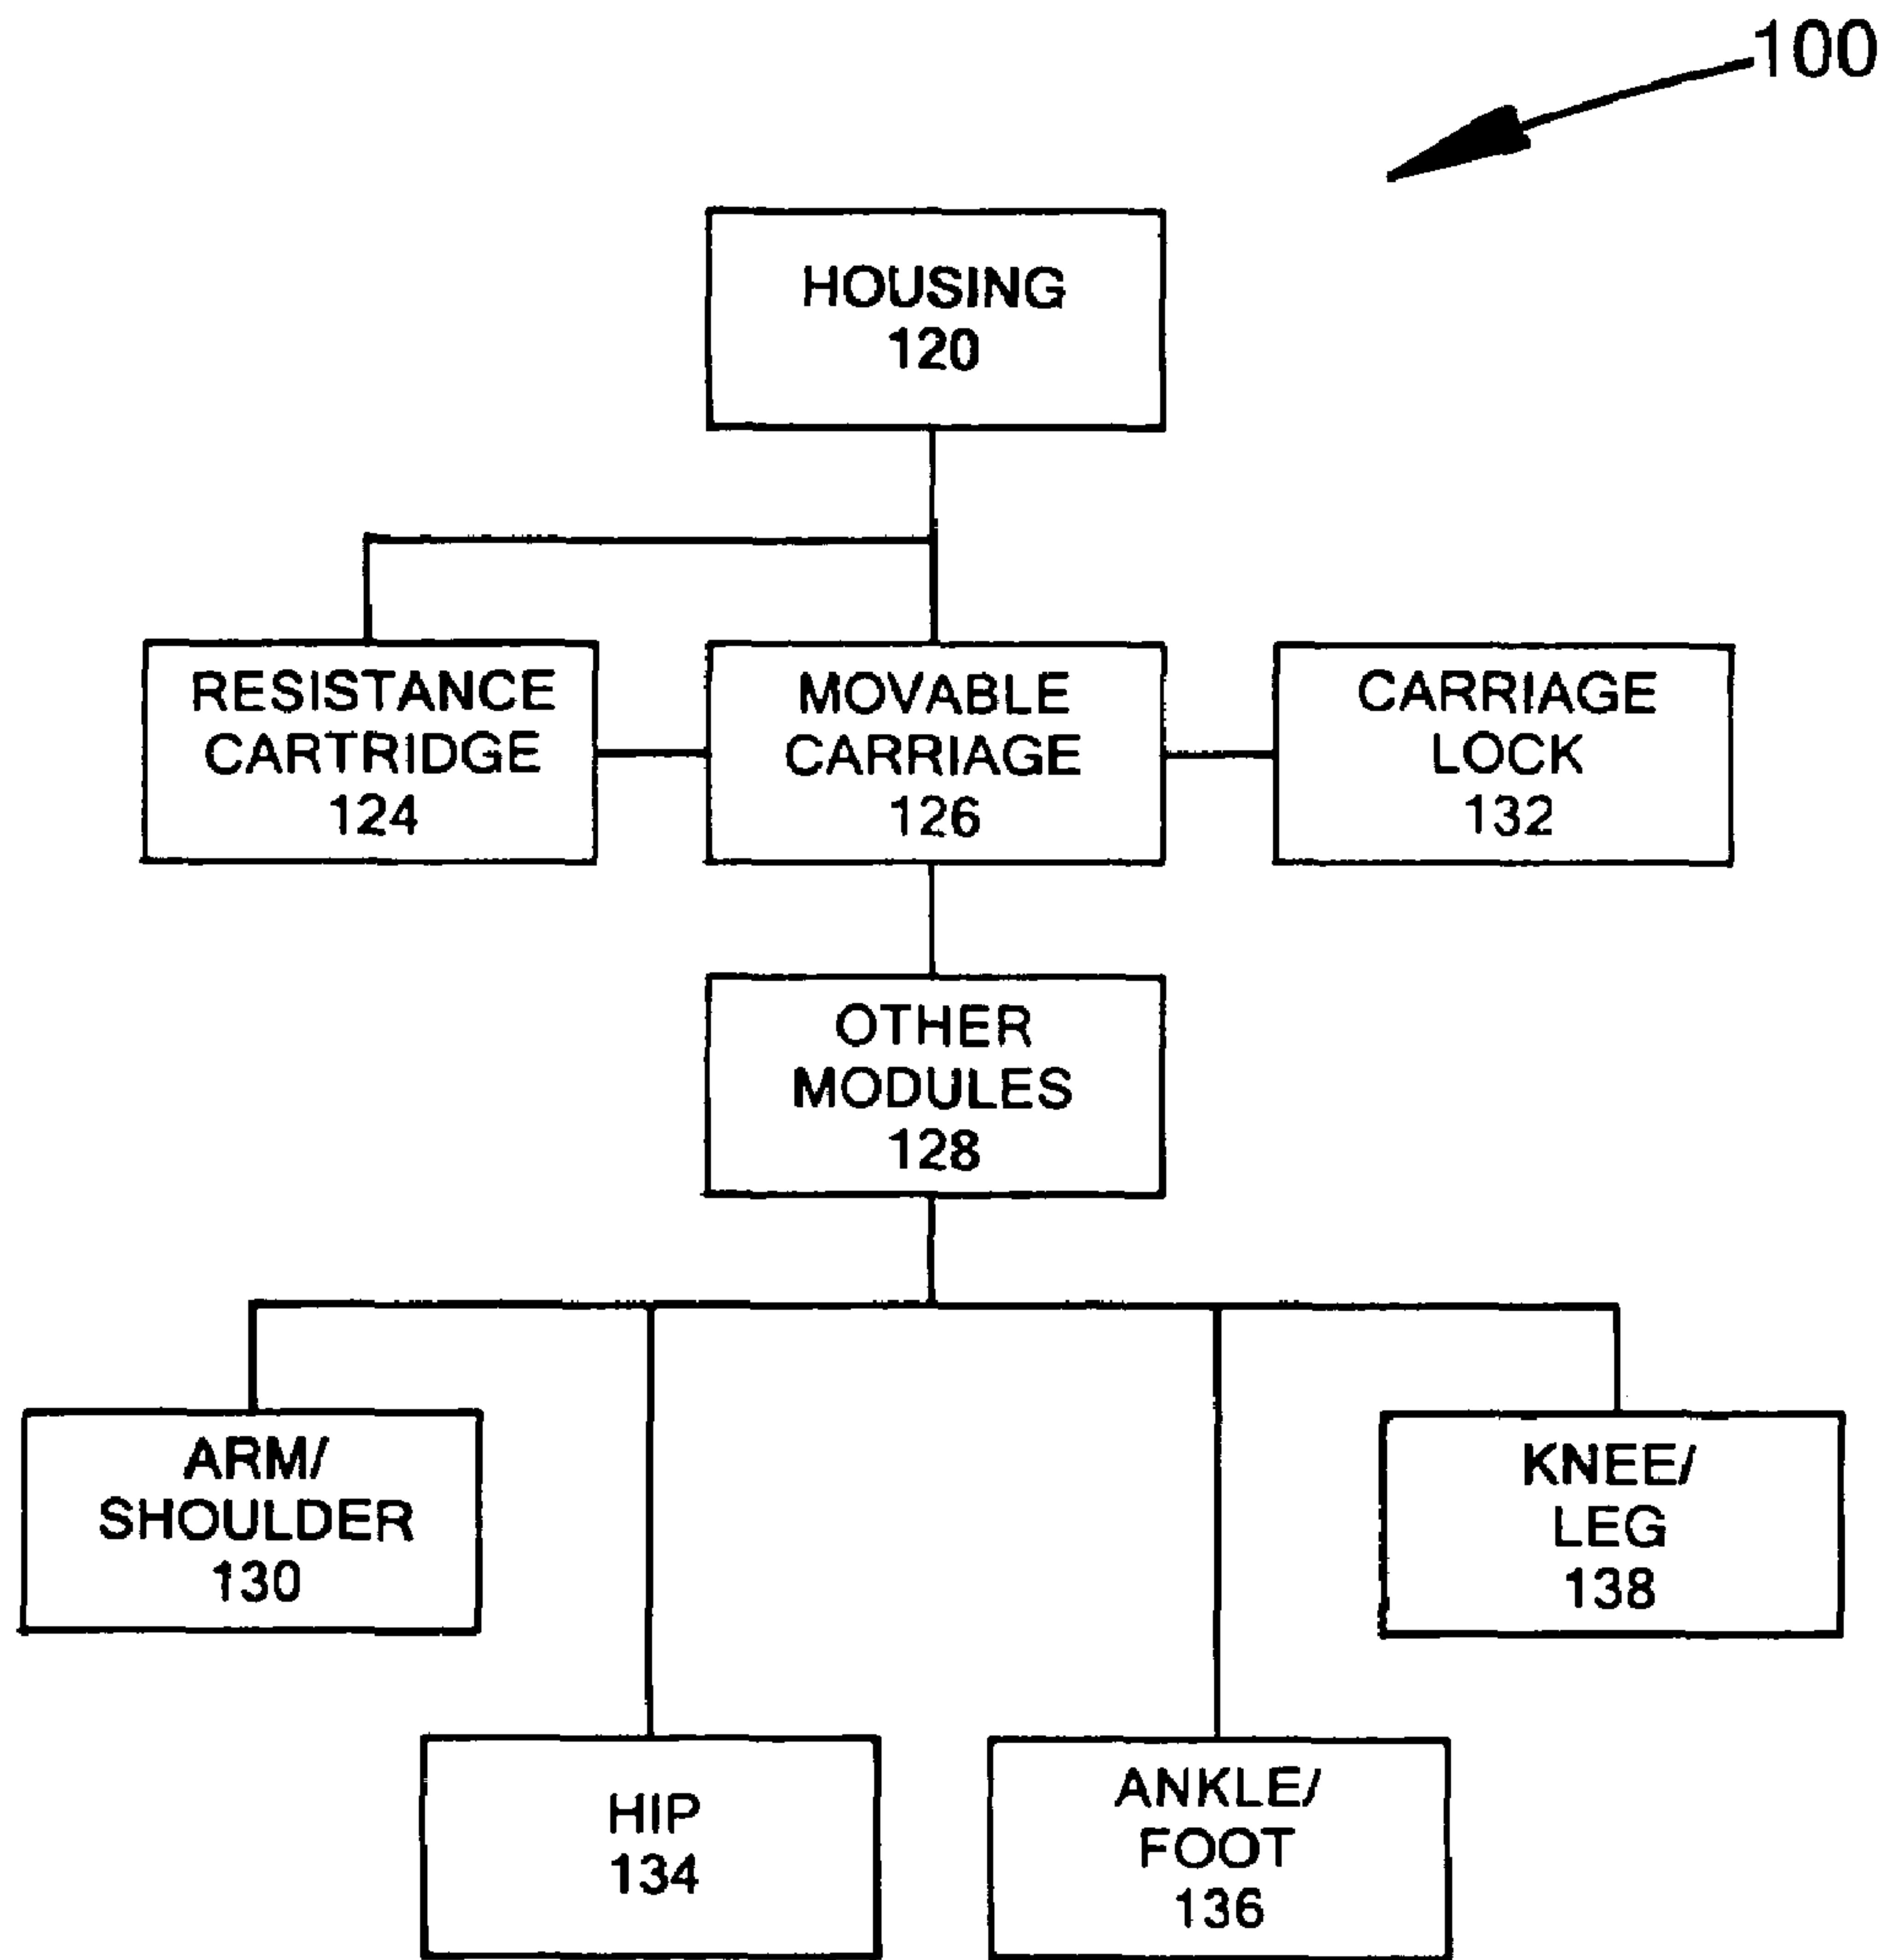 100
HOUSING
120
RESISTANCE
CARTRIDGE
124
MOVABLE
CARRIAGE
126
CARRIAGE
LOCK
132
OTHER
MODULES
128
ARM/
SHOULDER
130
KNEE/
LEG
138
HIP
134
ANKLE/
FOOT
136